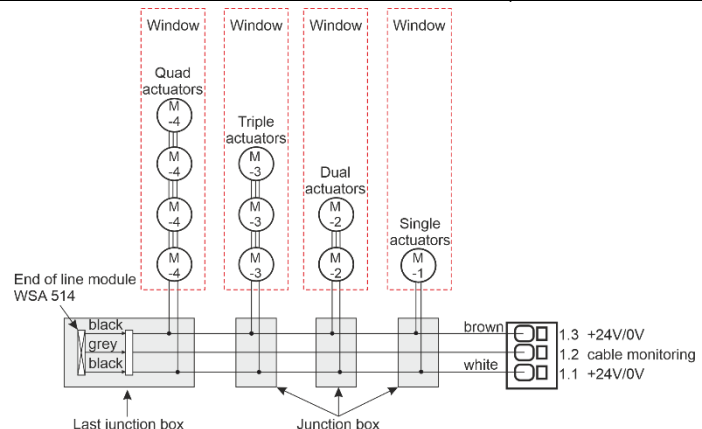 Window
Window
Window
Window
Quad
actuators
M
-4
M
-4
M
-4
M
-4
Triple
actuators
M
-3
M
-3
M
-3
Dual
actuators
M
-2
M
-2
Single
actuators
M
-1
End of line module
WSA 514
black
grey
black
brown
white
1.3 +24V/0V
1.2 cable monitoring
1.1 +24V/0V
Last junction box
Junction box